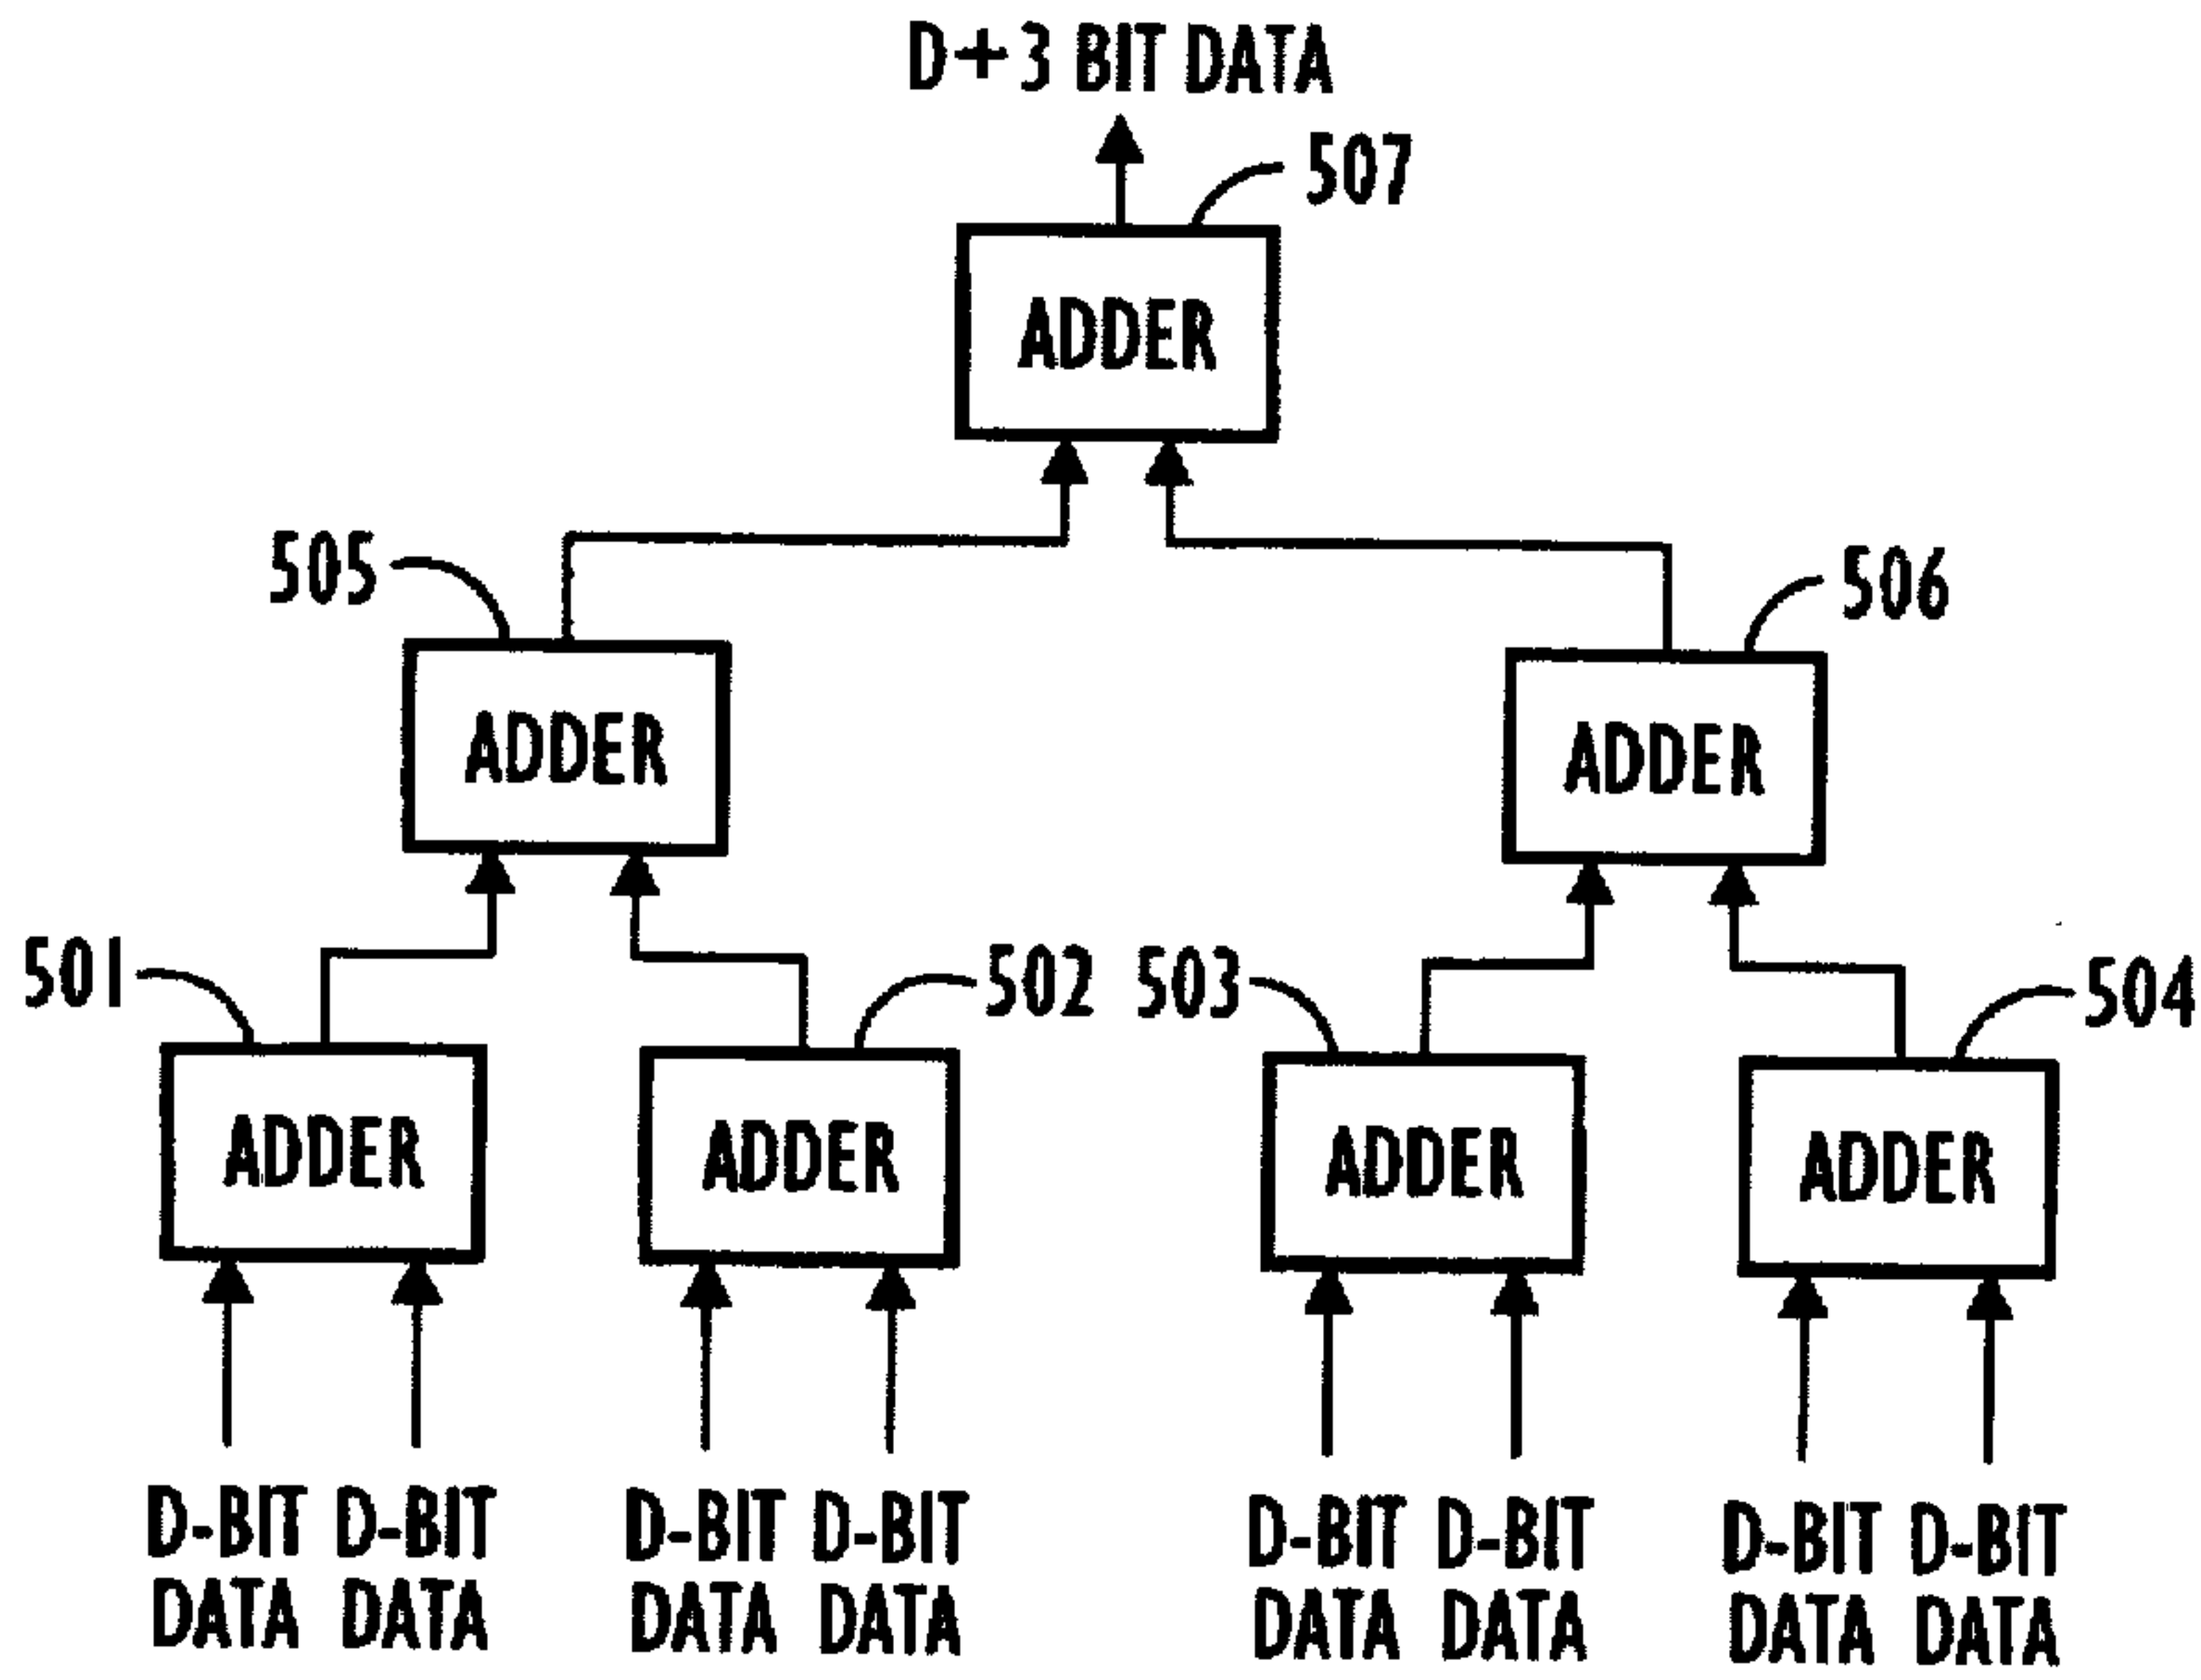 D+3 BIT DATA
507
ADDER
505
506
ADDER
ADDER
501
502
503
504
ADDER
ADDER
ADDER
ADDER
D-BIT DATA
D-BIT DATA
D-BIT DATA
D-BIT DATA
D-BIT DATA
D-BIT DATA
D-BIT DATA
D-BIT DATA